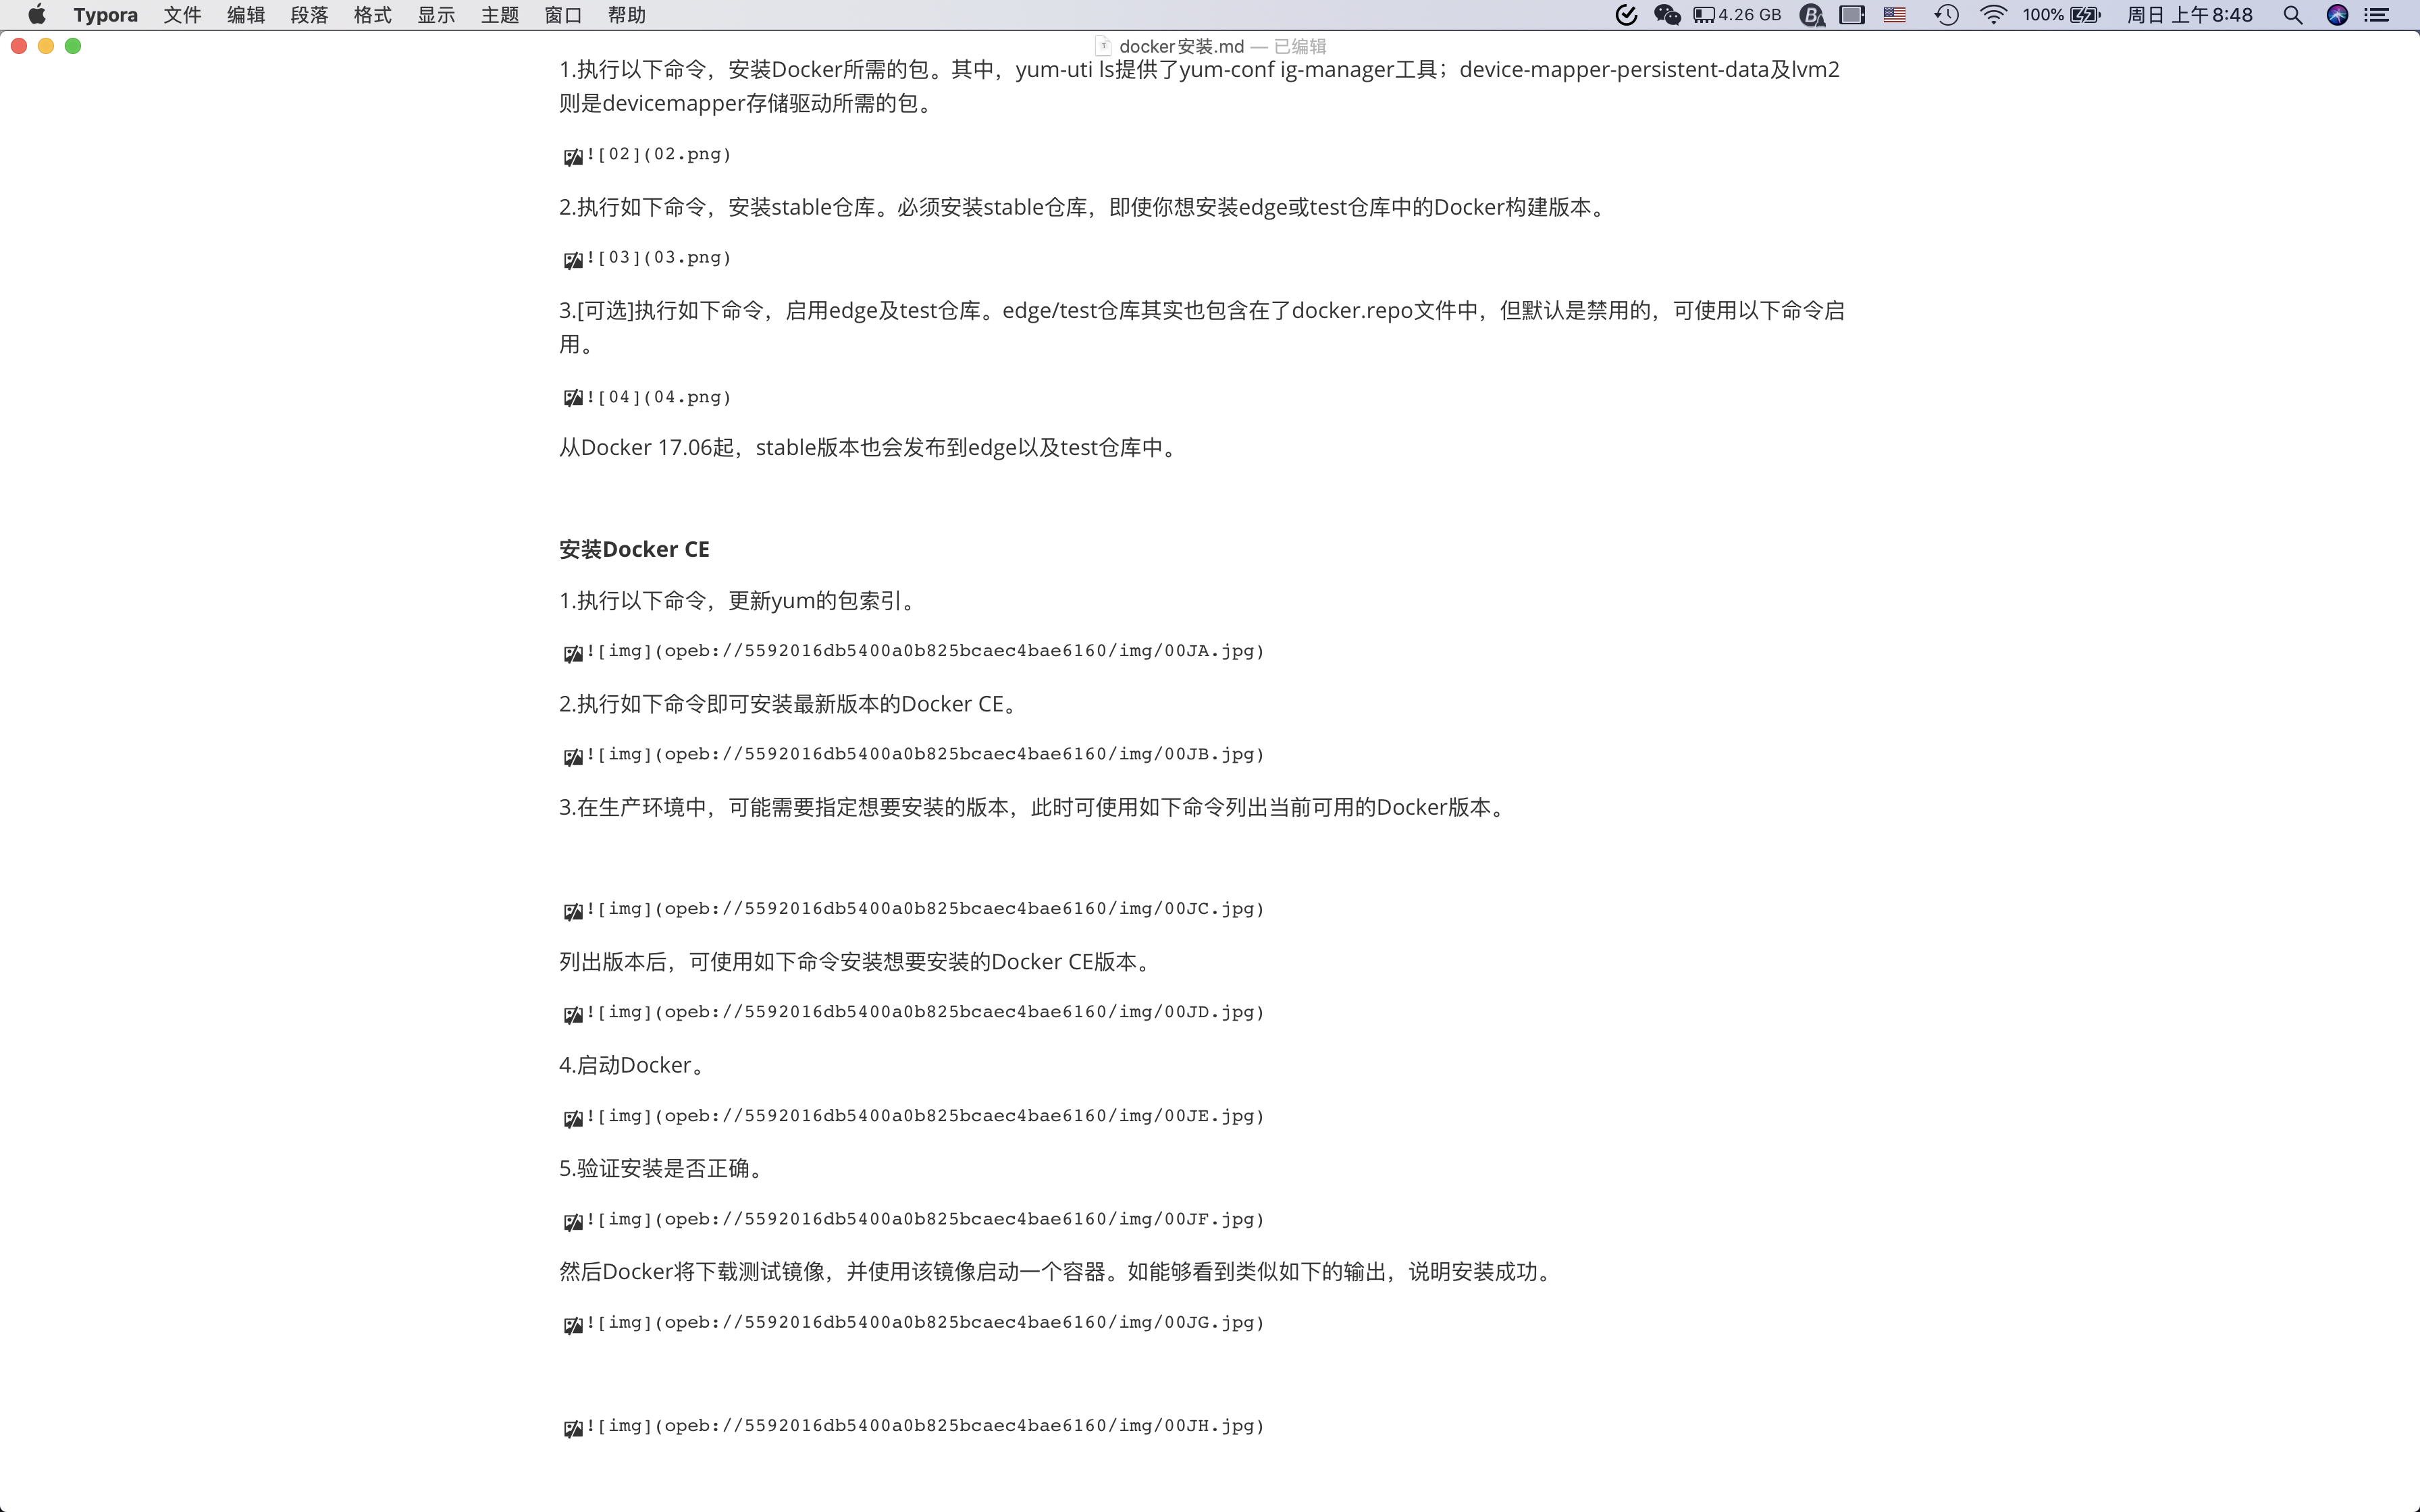 Typora 文件 编辑 段落 格式 显示 主题 窗口 帮助 4.26 GB 100% 周日 上午8:48
docker安装.md — 已编辑
1.执行以下命令，安装Docker所需的包。其中，yum-uti ls提供了yum-conf ig-manager工具；device-mapper-persistent-data及lvm2
则是devicemapper存储驱动所需的包。
![02](02.png)
2.执行如下命令，安装stable仓库。必须安装stable仓库，即使你想安装edge或test仓库中的Docker构建版本。
![03](03.png)
3.[可选]执行如下命令，启用edge及test仓库。edge/test仓库其实也包含在了docker.repo文件中，但默认是禁用的，可使用以下命令启
用。
![04](04.png)
从Docker 17.06起，stable版本也会发布到edge以及test仓库中。
安装Docker CE
1.执行以下命令，更新yum的包索引。
![img](opeb://5592016db5400a0b825bcaec4bae6160/img/00JA.jpg)
2.执行如下命令即可安装最新版本的Docker CE。
![img](opeb://5592016db5400a0b825bcaec4bae6160/img/00JB.jpg)
3.在生产环境中，可能需要指定想要安装的版本，此时可使用如下命令列出当前可用的Docker版本。
![img](opeb://5592016db5400a0b825bcaec4bae6160/img/00JC.jpg)
列出版本后，可使用如下命令安装想要安装的Docker CE版本。
![img](opeb://5592016db5400a0b825bcaec4bae6160/img/00JD.jpg)
4.启动Docker。
![img](opeb://5592016db5400a0b825bcaec4bae6160/img/00JE.jpg)
5.验证安装是否正确。
![img](opeb://5592016db5400a0b825bcaec4bae6160/img/00JF.jpg)
然后Docker将下载测试镜像，并使用该镜像启动一个容器。如能够看到类似如下的输出，说明安装成功。
![img](opeb://5592016db5400a0b825bcaec4bae6160/img/00JG.jpg)
![img](opeb://5592016db5400a0b825bcaec4bae6160/img/00JH.jpg)